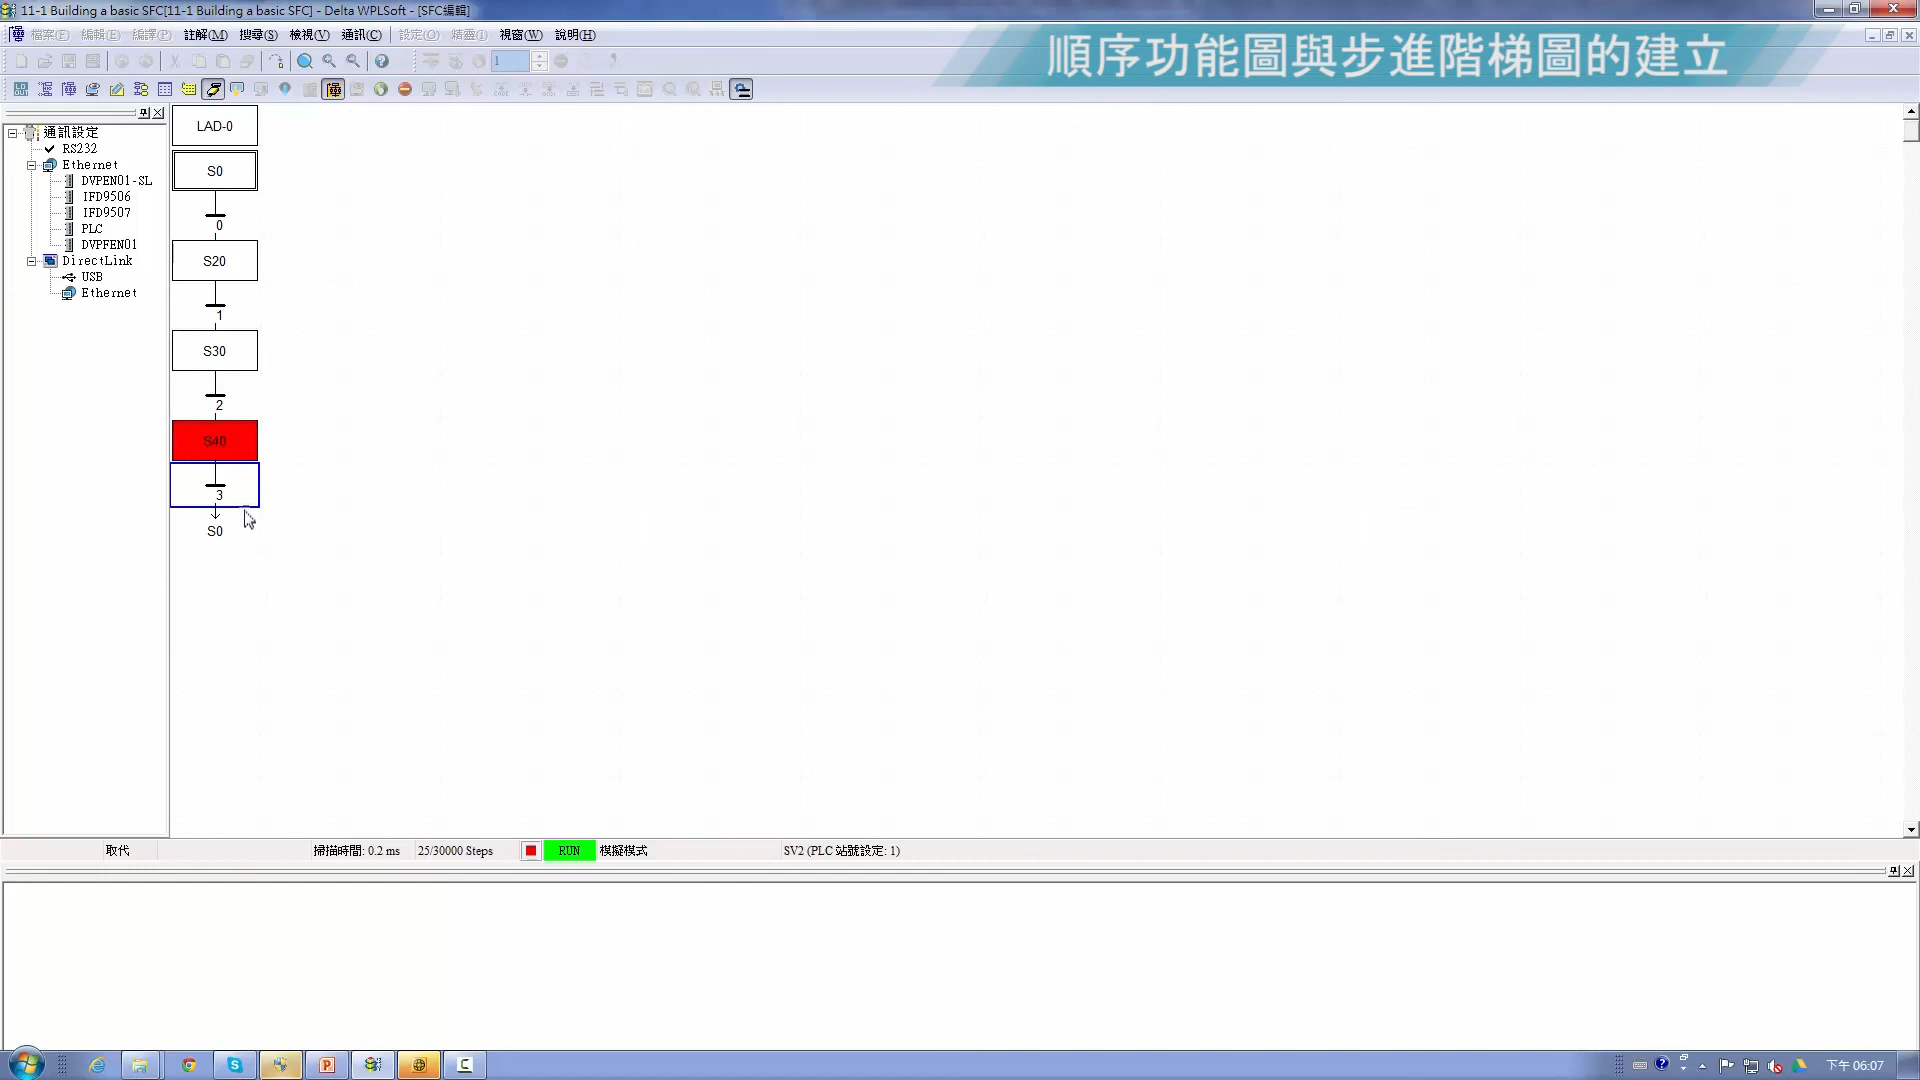 11-1 Building a basic SFC[11-1 Building a basic SFC] - Delta WPLSoft - [SFC編輯]
檔案(F) 編輯(E) 編譯(P) 註解(M) 搜尋(S) 檢視(V) 通訊(C) 設定(O) 精靈(I) 視窗(W) 說明(H)
順序功能圖與步進階梯圖的建立
1
通訊設定
RS232
Ethernet
DVPEN01-SL
IFD9506
IFD9507
PLC
DVPFEN01
DirectLink
USB
Ethernet
LAD-0
S0
0
S20
1
S30
2
S40
3
S0
取代 掃描時間: 0.2 ms 25/30000 Steps RUN 模擬模式 SV2 (PLC 站號設定: 1)
下午 06:07